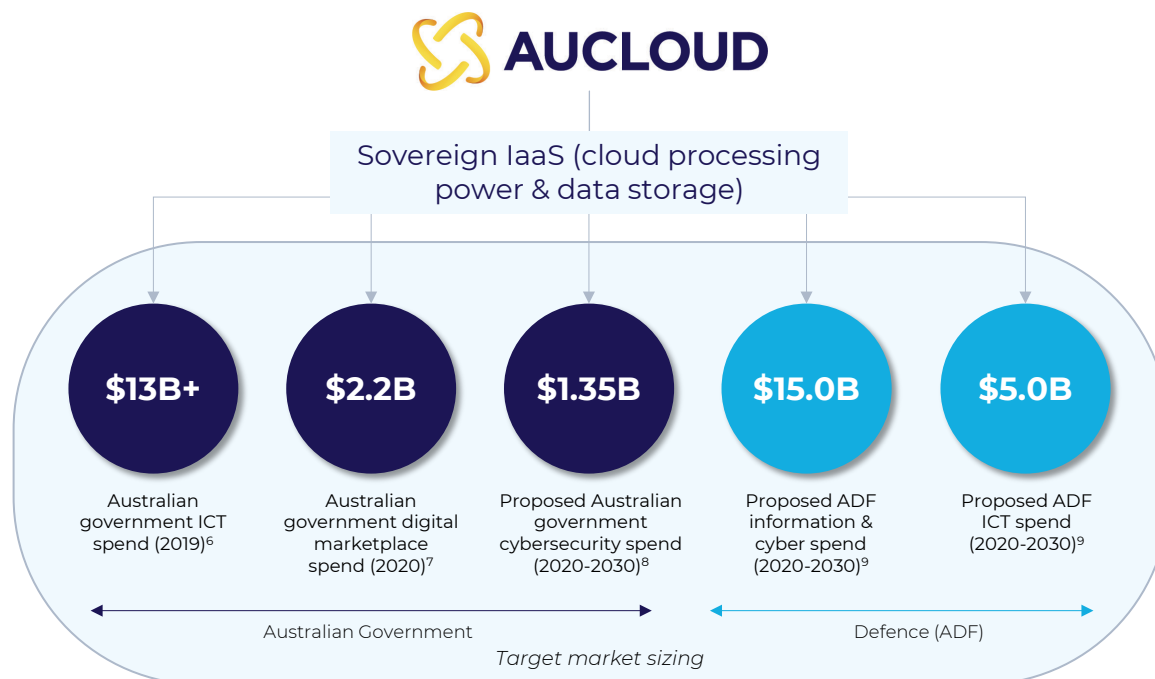 AUCLOUD
Sovereign IaaS (cloud processing
power & data storage)
$13B+
$2.2B
$1.35B
$15.0B
$5.0B
Australian
government ICT
spend (2019)⁶
Australian
government digital
marketplace
spend (2020)⁷
Proposed Australian
government
cybersecurity spend
(2020-2030)⁸
Proposed ADF
information &
cyber spend
(2020-2030)⁹
Proposed ADF
ICT spend
(2020-2030)⁹
Australian Government
Defence (ADF)
Target market sizing